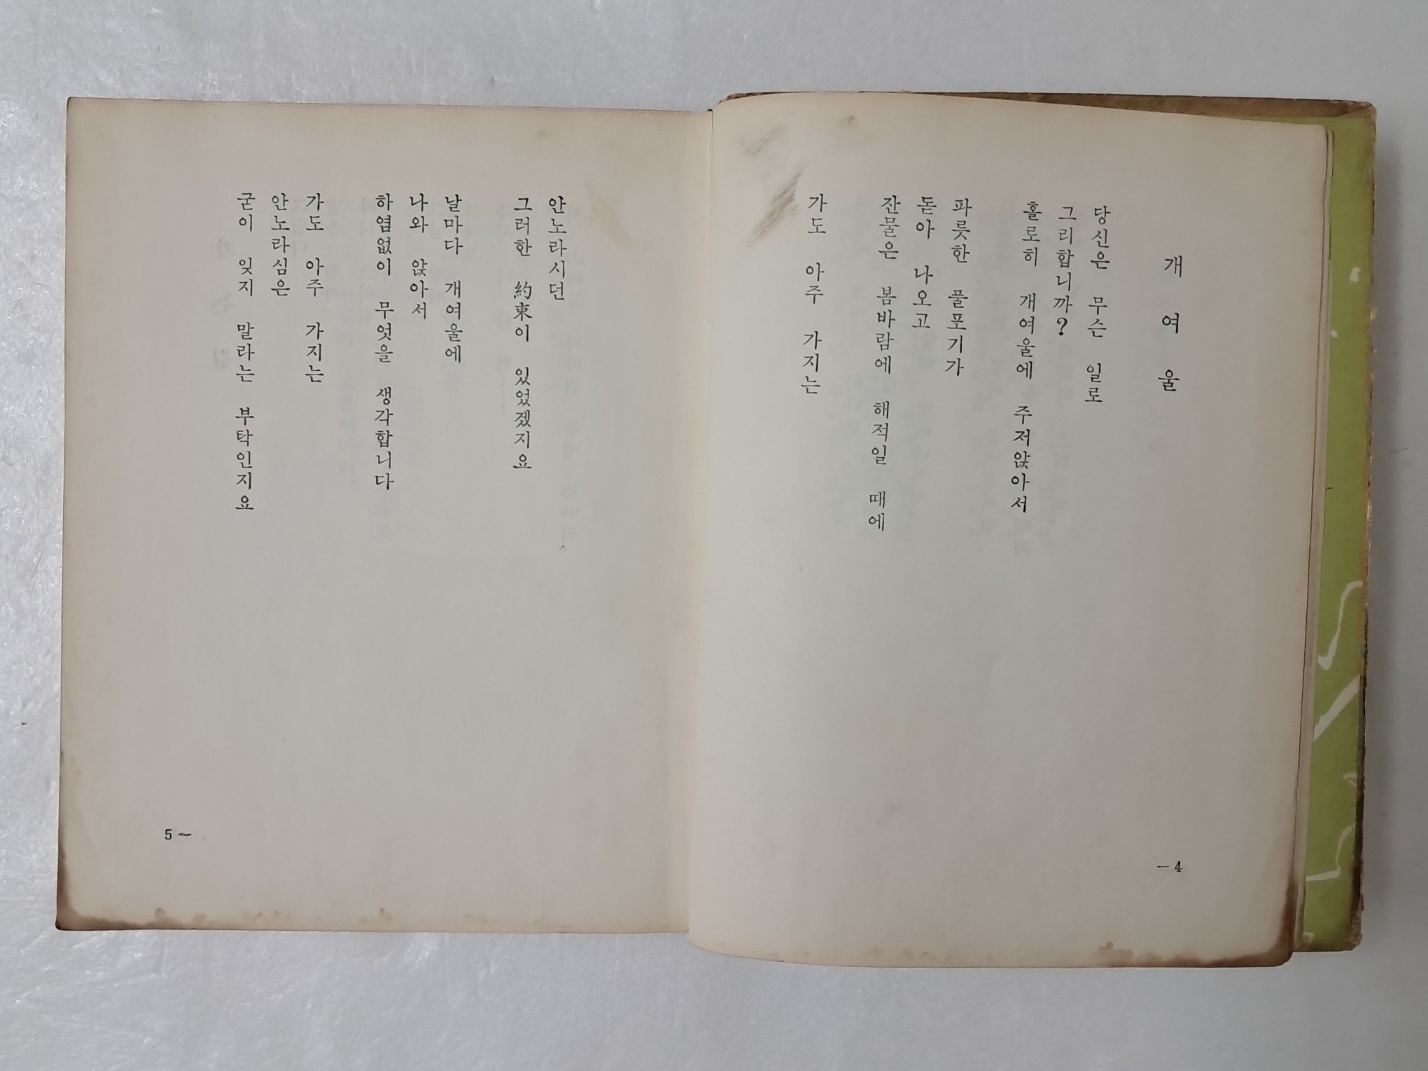 개여울
당신은 무슨 일로
그리합니까?
홀로히 개여울에 주저앉아서
파릇한 풀포기가
돋아 나오고
잔물은 봄바람에 해적일 때에
가도 아주 가지는
—4
안노라시던
그러한 約束이 있었겠지요
날마다 개여울에
나와 앉아서
하염없이 무엇을 생각합니다
가도 아주 가지는
안노라심은
굳이 잊지 말라는 부탁인지요
5—